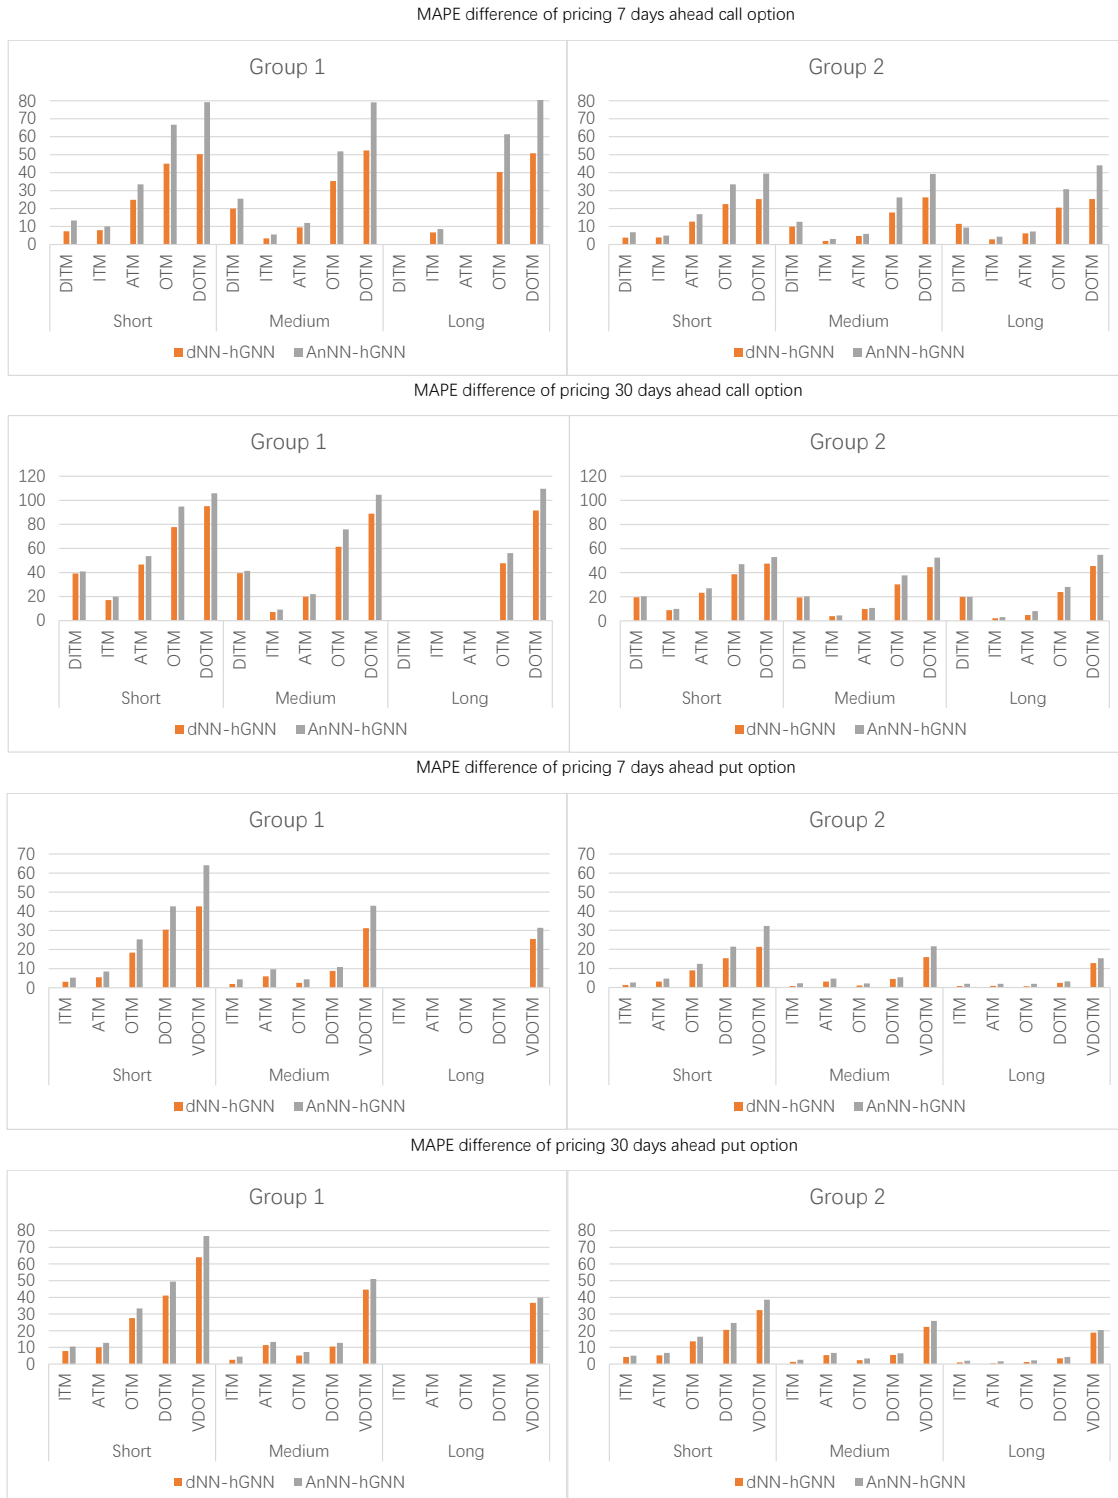 MAPE difference of pricing 7 days ahead call option
Group 1
80
70
60
50
40
30
20
10
0
DITM ITM ATM OTM DOTM DITM ITM ATM OTM DOTM DITM ITM ATM OTM DOTM
Short Medium Long
dNN-hGNN AnNN-hGNN
Group 2
80
70
60
50
40
30
20
10
0
DITM ITM ATM OTM DOTM DITM ITM ATM OTM DOTM DITM ITM ATM OTM DOTM
Short Medium Long
dNN-hGNN AnNN-hGNN
MAPE difference of pricing 30 days ahead call option
Group 1
120
100
80
60
40
20
0
DITM ITM ATM OTM DOTM DITM ITM ATM OTM DOTM DITM ITM ATM OTM DOTM
Short Medium Long
dNN-hGNN AnNN-hGNN
Group 2
120
100
80
60
40
20
0
DITM ITM ATM OTM DOTM DITM ITM ATM OTM DOTM DITM ITM ATM OTM DOTM
Short Medium Long
dNN-hGNN AnNN-hGNN
MAPE difference of pricing 7 days ahead put option
Group 1
70
60
50
40
30
20
10
0
ITM ATM OTM DOTM VDOTM ITM ATM OTM DOTM VDOTM ITM ATM OTM DOTM VDOTM
Short Medium Long
dNN-hGNN AnNN-hGNN
Group 2
70
60
50
40
30
20
10
0
ITM ATM OTM DOTM VDOTM ITM ATM OTM DOTM VDOTM ITM ATM OTM DOTM VDOTM
Short Medium Long
dNN-hGNN AnNN-hGNN
MAPE difference of pricing 30 days ahead put option
Group 1
80
70
60
50
40
30
20
10
0
ITM ATM OTM DOTM VDOTM ITM ATM OTM DOTM VDOTM ITM ATM OTM DOTM VDOTM
Short Medium Long
dNN-hGNN AnNN-hGNN
Group 2
80
70
60
50
40
30
20
10
0
ITM ATM OTM DOTM VDOTM ITM ATM OTM DOTM VDOTM ITM ATM OTM DOTM VDOTM
Short Medium Long
dNN-hGNN AnNN-hGNN